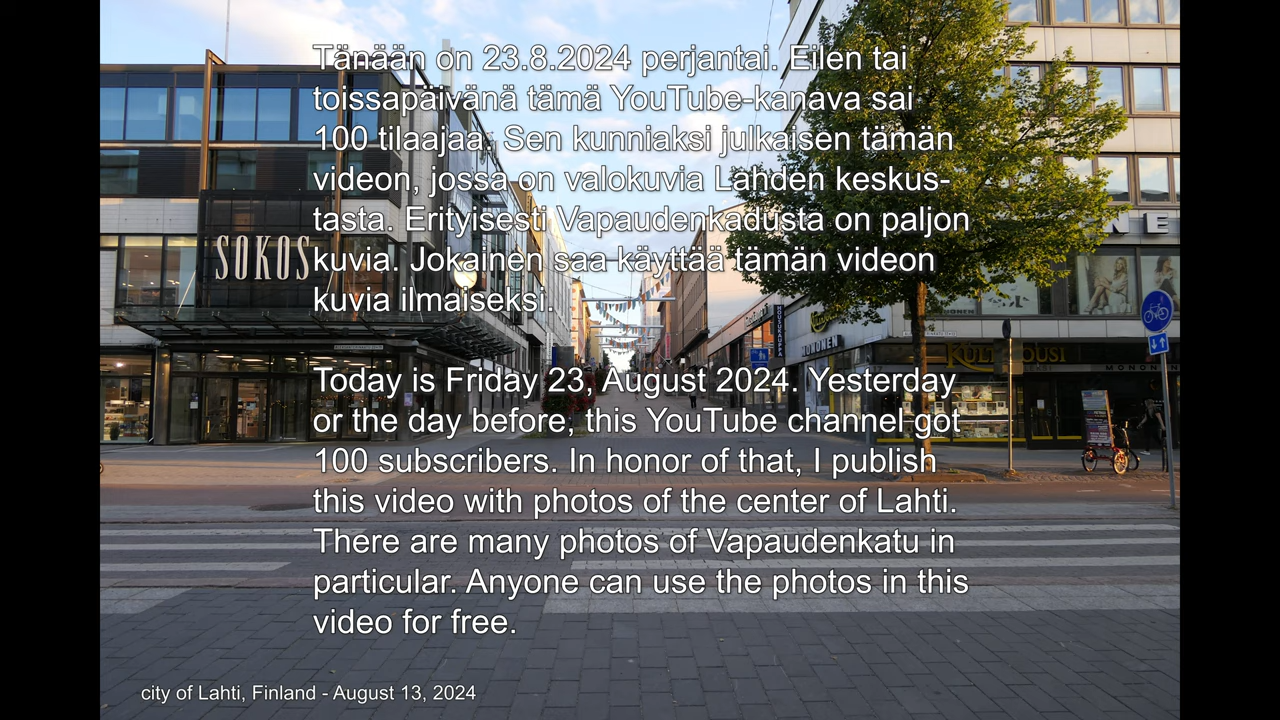 Tänään on 23.8.2024 perjantai. Eilen tai
toissapäivänä tämä YouTube-kanava sai
100 tilaajaa. Sen kunniaksi julkaisen tämän
videon, jossa on valokuvia Lahden keskus-
tasta. Erityisesti Vapaudenkadusta on paljon
kuvia. Jokainen saa käyttää tämän videon
kuvia ilmaiseksi.
Today is Friday 23, August 2024. Yesterday
or the day before, this YouTube channel got
100 subscribers. In honor of that, I publish
this video with photos of the center of Lahti.
There are many photos of Vapaudenkatu in
particular. Anyone can use the photos in this
video for free.
SOKOS
MONONEN
HOUSUKAUPPA
city of Lahti, Finland - August 13, 2024